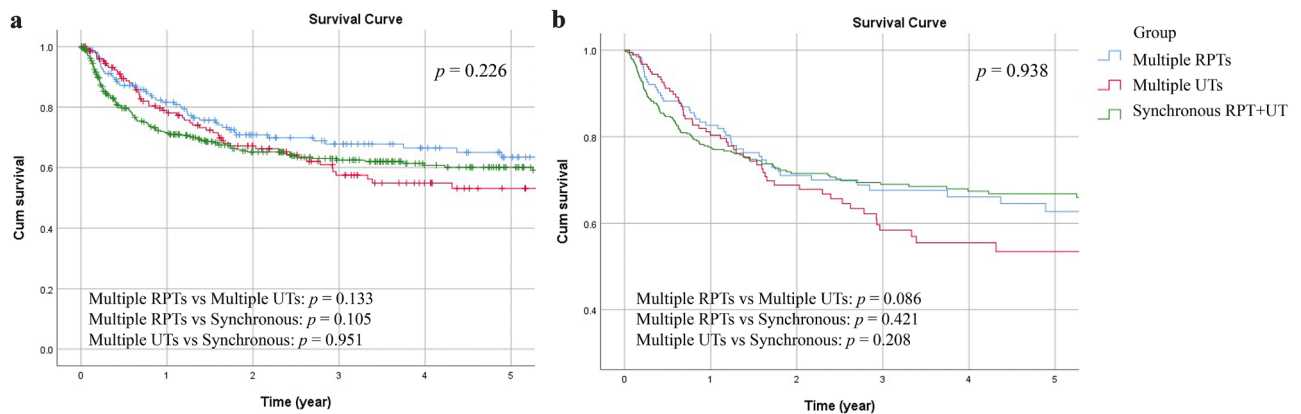 a
Survival Curve
p = 0.226
Cum survival
1.0
0.8
0.6
0.4
0.2
0.0
Multiple RPTs vs Multiple UTs: p = 0.133
Multiple RPTs vs Synchronous: p = 0.105
Multiple UTs vs Synchronous: p = 0.951
0 1 2 3 4 5
Time (year)
b
Survival Curve
p = 0.938
Cum survival
1.0
0.8
0.6
0.4
Multiple RPTs vs Multiple UTs: p = 0.086
Multiple RPTs vs Synchronous: p = 0.421
Multiple UTs vs Synchronous: p = 0.208
0 1 2 3 4 5
Time (year)
Group
Multiple RPTs
Multiple UTs
Synchronous RPT+UT